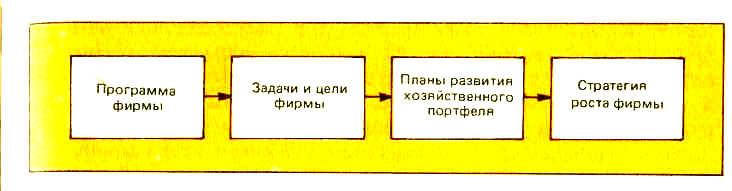 Программа
фирмы
Задачи и цели
фирмы
Планы развития
хозяйственного
портфеля
Стратегия
роста фирмы